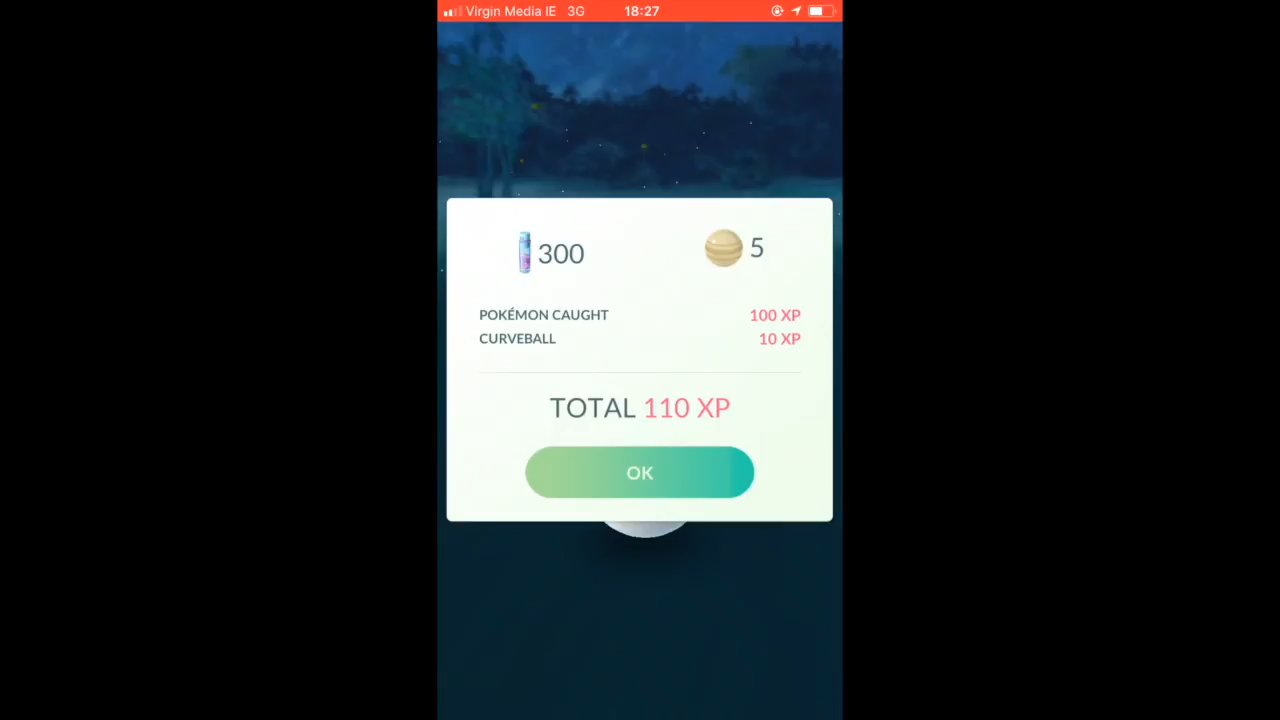 Virgin Media IE 3G 18:27
300 5
POKÉMON CAUGHT 100 XP
CURVEBALL 10 XP
TOTAL 110 XP
OK